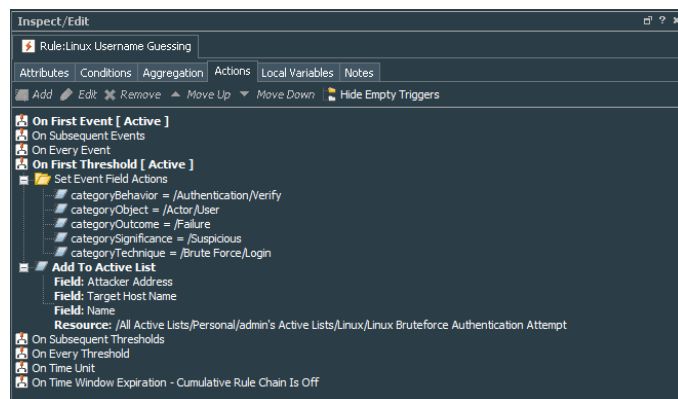 Inspect/Edit
Rule:Linux Username Guessing
Attributes Conditions Aggregation Actions Local Variables Notes
Add Edit Remove Move Up Move Down Hide Empty Triggers
On First Event [ Active ]
On Subsequent Events
On Every Event
On First Threshold [ Active ]
Set Event Field Actions
categoryBehavior = /Authentication/Verify
categoryObject = /Actor/User
categoryOutcome = /Failure
categorySignificance = /Suspicious
categoryTechnique = /Brute Force/Login
Add To Active List
Field: Attacker Address
Field: Target Host Name
Field: Name
Resource: /All Active Lists/Personal/admin's Active Lists/Linux/Linux Bruteforce Authentication Attempt
On Subsequent Thresholds
On Every Threshold
On Time Unit
On Time Window Expiration - Cumulative Rule Chain Is Off